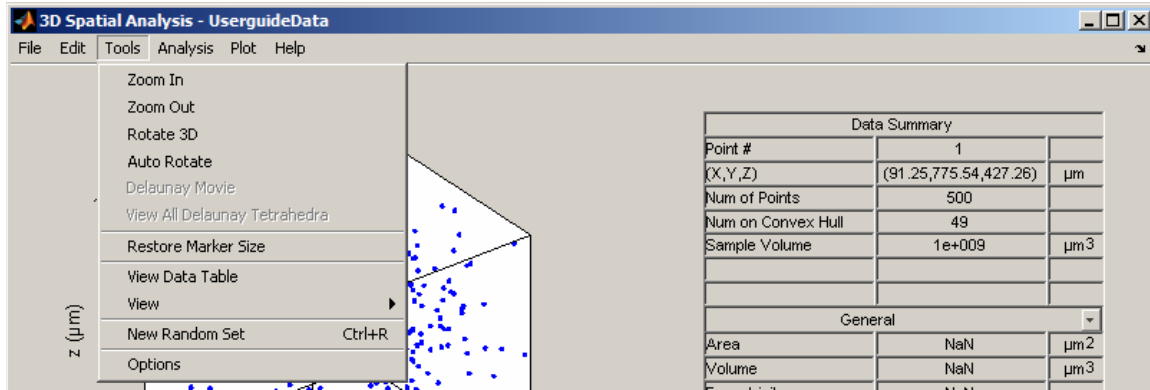 3D Spatial Analysis - UserguideData
File Edit Tools Analysis Plot Help
Zoom In
Zoom Out
Rotate 3D
Auto Rotate
Delaunay Movie
View All Delaunay Tetrahedra
Restore Marker Size
View Data Table
View
New Random Set Ctrl+R
Options
z (µm)
Data Summary
Point # 1
(X,Y,Z) (91.25,775.54,427.26) µm
Num of Points 500
Num on Convex Hull 49
Sample Volume 1e+009 µm3
General
Area NaN µm2
Volume NaN µm3